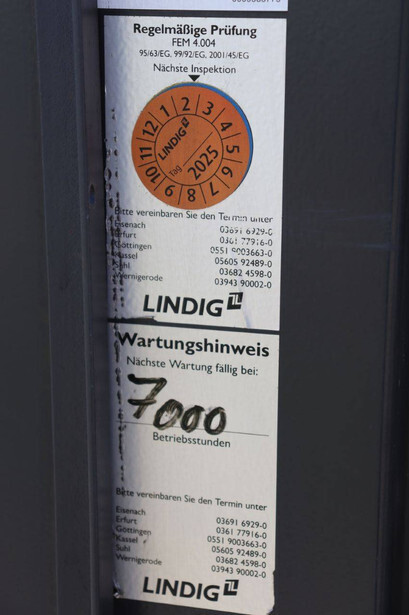 Regelmäßige Prüfung
FEM 4.004
95/63/EG, 99/92/EG, 2001/45/EG
Nächste Inspektion
1 2 3 4 5 6 7 8 9 10 11 12
LINDIG
Tag
2025
Bitte vereinbaren Sie den Termin unter
Eisenach 03691 6929-0
Erfurt 0361 77916-0
Göttingen 0551 9003663-0
Kassel 05605 92489-0
Suhl 03682 4598-0
Wernigerode 03943 90002-0
LINDIG
Wartungshinweis
Nächste Wartung fällig bei:
7000
Betriebsstunden
Bitte vereinbaren Sie den Termin unter
Eisenach 03691 6929-0
Erfurt 0361 77916-0
Göttingen 0551 9003663-0
Kassel 05605 92489-0
Suhl 03682 4598-0
Wernigerode 03943 90002-0
LINDIG